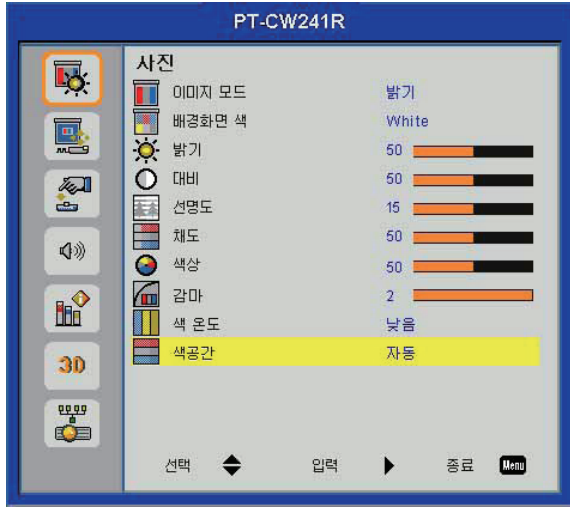 PT-CW241R
사진
이미지 모드 밝기
배경화면 색 White
밝기 50
대비 50
선명도 15
채도 50
색상 50
감마 2
색 온도 낮음
색공간 자동
3D
선택 입력 종료 Menu